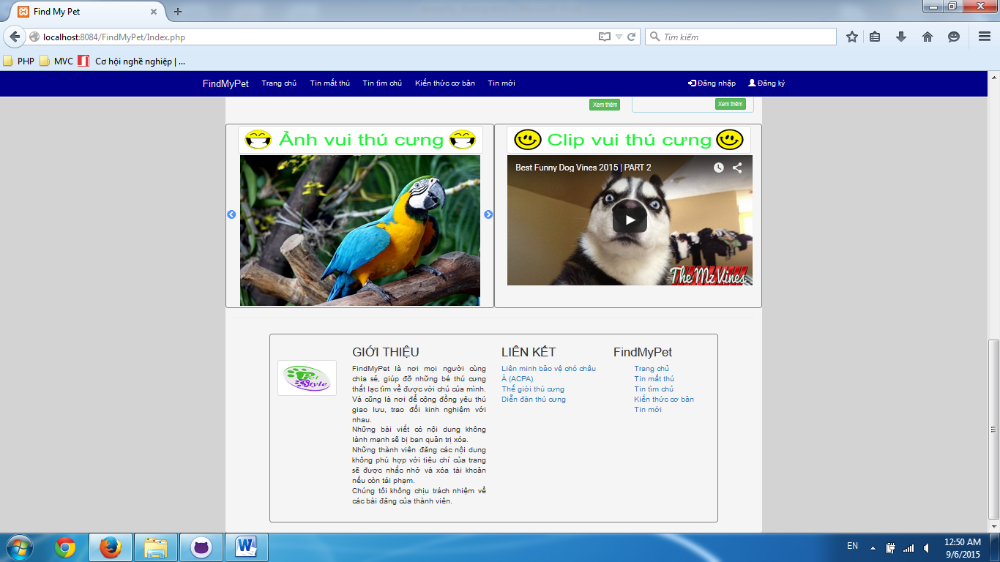 Find My Pet
localhost:8084/FindMyPet/Index.php
Tìm kiếm
PHP MVC Cơ hội nghề nghiệp | ...
FindMyPet Trang chủ Tin mất thú Tin tìm chủ Kiến thức cơ bản Tin mới Đăng nhập Đăng ký
Xem thêm Xem thêm
Ảnh vui thú cưng
Clip vui thú cưng
Best Funny Dog Vines 2015 | PART 2
The Mz Vines
Pet
Style
GIỚI THIỆU
FindMyPet là nơi mọi người cùng
chia sẻ, giúp đỡ những bé thú cưng
thất lạc tìm về được với chủ của mình.
Và cũng là nơi để cộng đồng yêu thú
giao lưu, trao đổi kinh nghiệm với
nhau.
Những bài viết có nội dung không
lành mạnh sẽ bị ban quản trị xóa.
Những thành viên đăng các nội dung
không phù hợp với tiêu chí của trang
sẽ được nhắc nhở và xóa tài khoản
nếu còn tái phạm.
Chúng tôi không chịu trách nhiệm về
các bài đăng của thành viên.
LIÊN KẾT
Liên minh bảo vệ chó châu
Á (ACPA)
Thế giới thú cưng
Diễn đàn thú cưng
FindMyPet
Trang chủ
Tin mất thú
Tin tìm chủ
Kiến thức cơ bản
Tin mới
EN
12:50 AM
9/6/2015